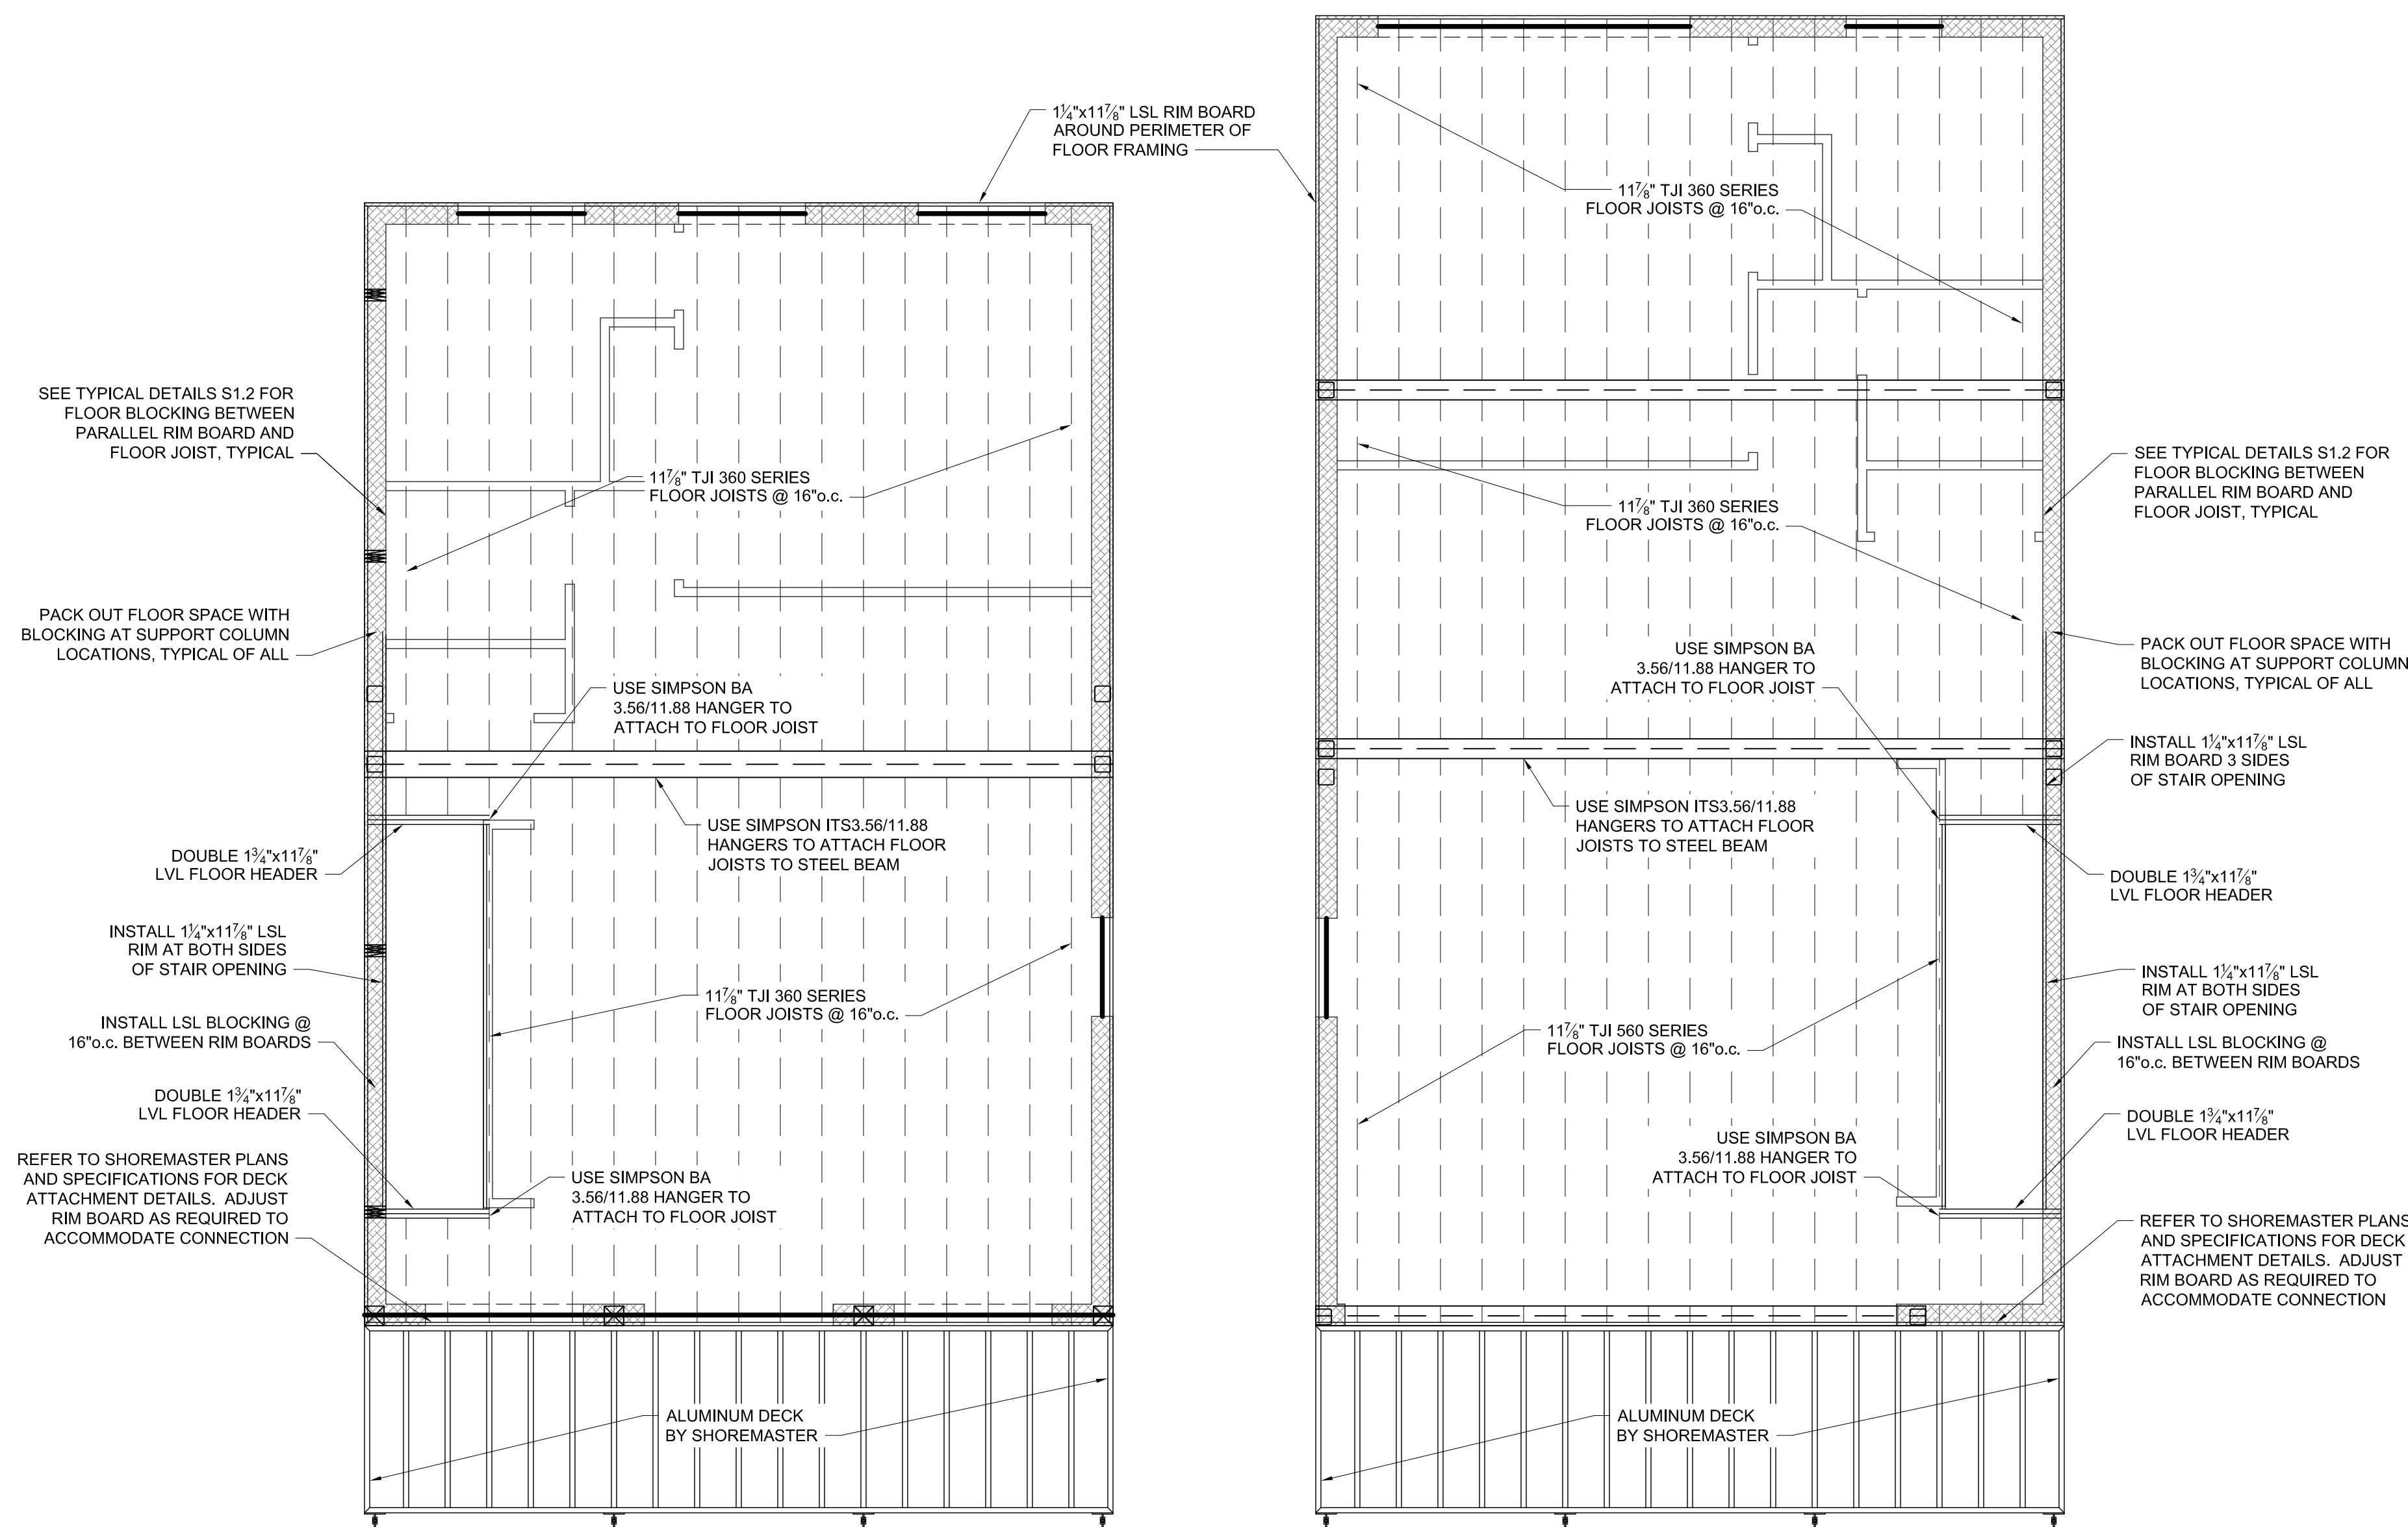 1¼"x11⅞" LSL RIM BOARD
AROUND PERIMETER OF
FLOOR FRAMING
SEE TYPICAL DETAILS S1.2 FOR
FLOOR BLOCKING BETWEEN
PARALLEL RIM BOARD AND
FLOOR JOIST, TYPICAL
11⅞" TJI 360 SERIES
FLOOR JOISTS @ 16"o.c.
PACK OUT FLOOR SPACE WITH
BLOCKING AT SUPPORT COLUMN
LOCATIONS, TYPICAL OF ALL
USE SIMPSON BA
3.56/11.88 HANGER TO
ATTACH TO FLOOR JOIST
USE SIMPSON ITS3.56/11.88
HANGERS TO ATTACH FLOOR
JOISTS TO STEEL BEAM
DOUBLE 1¾"x11⅞"
LVL FLOOR HEADER
INSTALL 1¼"x11⅞" LSL
RIM AT BOTH SIDES
OF STAIR OPENING
11⅞" TJI 360 SERIES
FLOOR JOISTS @ 16"o.c.
INSTALL LSL BLOCKING @
16"o.c. BETWEEN RIM BOARDS
DOUBLE 1¾"x11⅞"
LVL FLOOR HEADER
REFER TO SHOREMASTER PLANS
AND SPECIFICATIONS FOR DECK
ATTACHMENT DETAILS.  ADJUST
RIM BOARD AS REQUIRED TO
ACCOMMODATE CONNECTION
USE SIMPSON BA
3.56/11.88 HANGER TO
ATTACH TO FLOOR JOIST
ALUMINUM DECK
BY SHOREMASTER
11⅞" TJI 360 SERIES
FLOOR JOISTS @ 16"o.c.
11⅞" TJI 360 SERIES
FLOOR JOISTS @ 16"o.c.
SEE TYPICAL DETAILS S1.2 FOR
FLOOR BLOCKING BETWEEN
PARALLEL RIM BOARD AND
FLOOR JOIST, TYPICAL
USE SIMPSON BA
3.56/11.88 HANGER TO
ATTACH TO FLOOR JOIST
PACK OUT FLOOR SPACE WITH
BLOCKING AT SUPPORT COLUMN
LOCATIONS, TYPICAL OF ALL
INSTALL 1¼"x11⅞" LSL
RIM BOARD 3 SIDES
OF STAIR OPENING
USE SIMPSON ITS3.56/11.88
HANGERS TO ATTACH FLOOR
JOISTS TO STEEL BEAM
DOUBLE 1¾"x11⅞"
LVL FLOOR HEADER
INSTALL 1¼"x11⅞" LSL
RIM AT BOTH SIDES
OF STAIR OPENING
11⅞" TJI 560 SERIES
FLOOR JOISTS @ 16"o.c.
INSTALL LSL BLOCKING @
16"o.c. BETWEEN RIM BOARDS
DOUBLE 1¾"x11⅞"
LVL FLOOR HEADER
USE SIMPSON BA
3.56/11.88 HANGER TO
ATTACH TO FLOOR JOIST
REFER TO SHOREMASTER PLANS
AND SPECIFICATIONS FOR DECK
ATTACHMENT DETAILS.  ADJUST
RIM BOARD AS REQUIRED TO
ACCOMMODATE CONNECTION
ALUMINUM DECK
BY SHOREMASTER